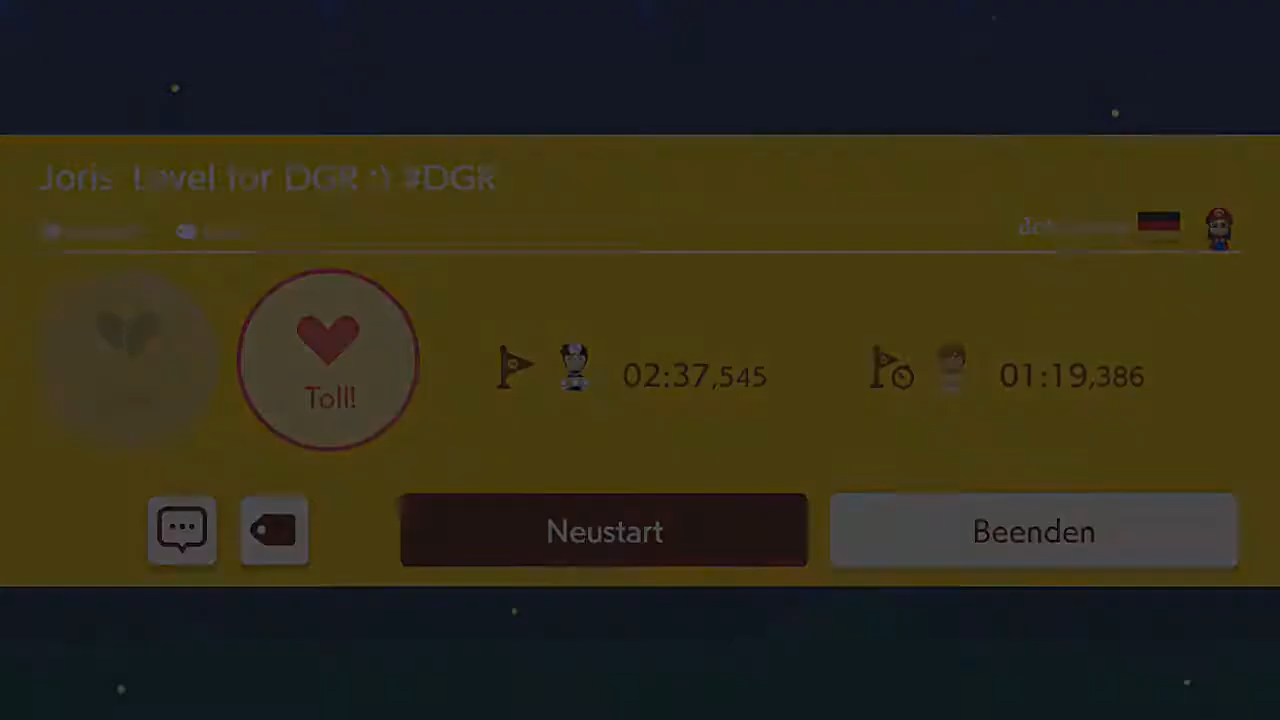 Joris Level for DGR :) #DGR
Toll!
02:37,545
01:19,386
Neustart
Beenden